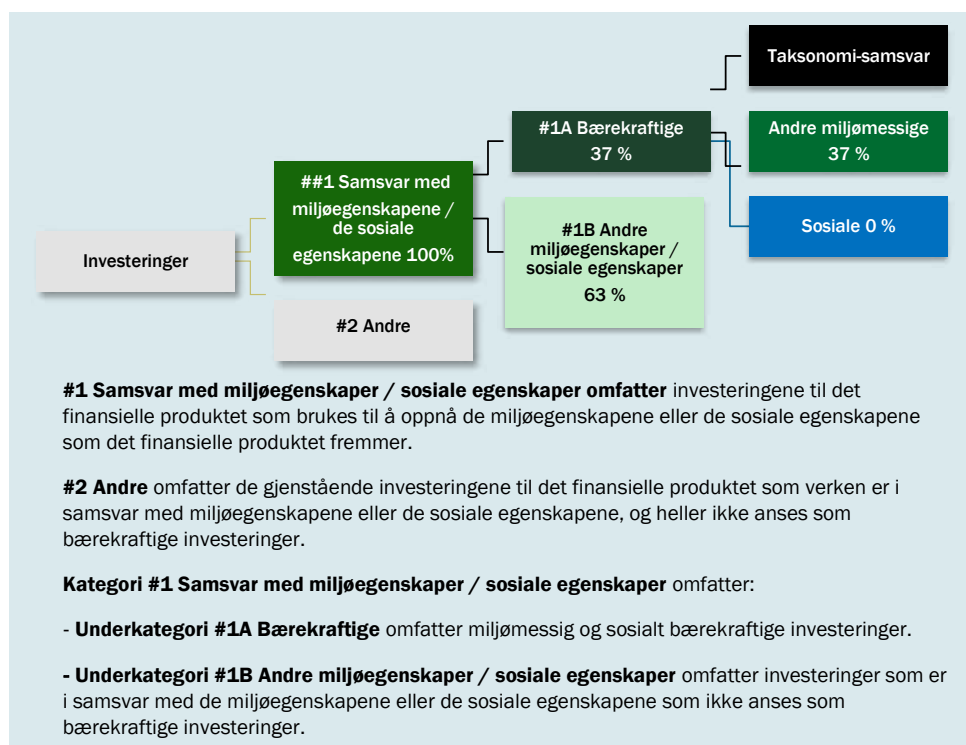 Taksonomi-samsvar
#1A Bærekraftige
37 %
Andre miljømessige
37 %
##1 Samsvar med
miljøegenskapene /
de sosiale
egenskapene 100%
#1B Andre
miljøegenskaper /
sosiale egenskaper
63 %
Sosiale 0 %
Investeringer
#2 Andre
#1 Samsvar med miljøegenskaper / sosiale egenskaper omfatter investeringene til det
finansielle produktet som brukes til å oppnå de miljøegenskapene eller de sosiale egenskapene
som det finansielle produktet fremmer.
#2 Andre omfatter de gjenstående investeringene til det finansielle produktet som verken er i
samsvar med miljøegenskapene eller de sosiale egenskapene, og heller ikke anses som
bærekraftige investeringer.
Kategori #1 Samsvar med miljøegenskaper / sosiale egenskaper omfatter:
- Underkategori #1A Bærekraftige omfatter miljømessig og sosialt bærekraftige investeringer.
- Underkategori #1B Andre miljøegenskaper / sosiale egenskaper omfatter investeringer som er
i samsvar med de miljøegenskapene eller de sosiale egenskapene som ikke anses som
bærekraftige investeringer.